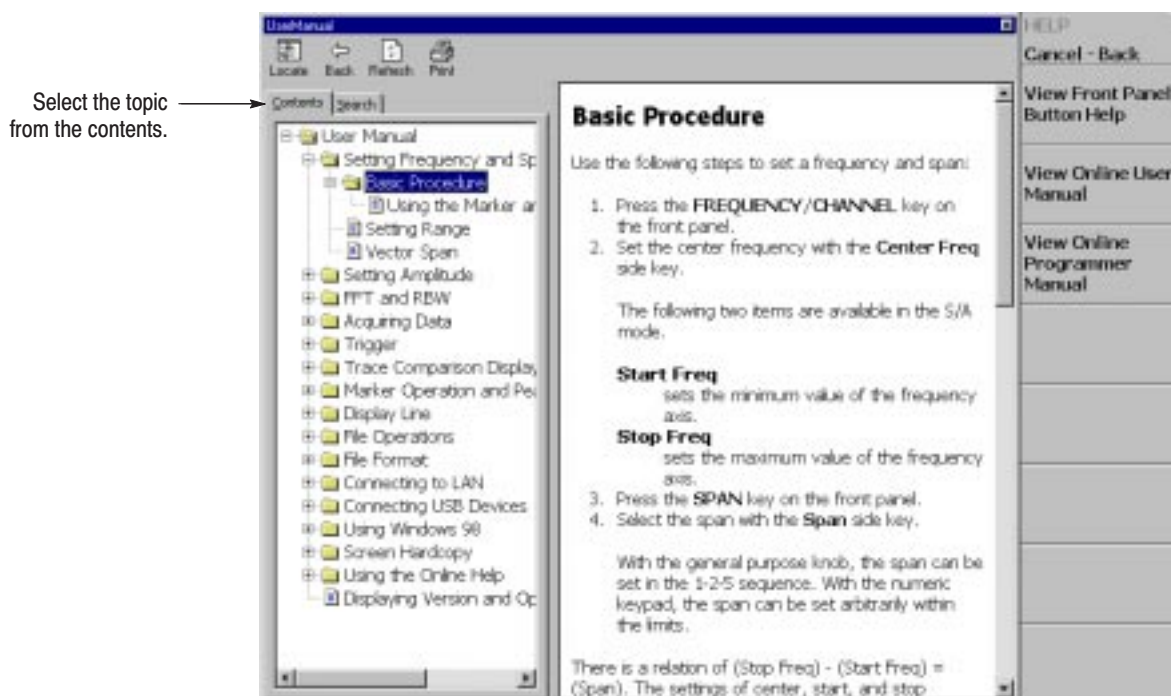 Select the topic
from the contents.
UserManual
Locate Back Refresh Print
Contents Search
User Manual
Setting Frequency and Sp
Basic Procedure
Using the Marker ar
Setting Range
Vector Span
Setting Amplitude
FFT and RBW
Acquiring Data
Trigger
Trace Comparison Display
Marker Operation and Pea
Display Line
File Operations
File Format
Connecting to LAN
Connecting USB Devices
Using Windows 98
Screen Hardcopy
Using the Online Help
Displaying Version and Op
Basic Procedure
Use the following steps to set a frequency and span:
1. Press the FREQUENCY/CHANNEL key on
the front panel.
2. Set the center frequency with the Center Freq
side key.
The following two items are available in the S/A
mode.
Start Freq
sets the minimum value of the frequency
axis.
Stop Freq
sets the maximum value of the frequency
axis.
3. Press the SPAN key on the front panel.
4. Select the span with the Span side key.
With the general purpose knob, the span can be
set in the 1-2-5 sequence. With the numeric
keypad, the span can be set arbitrarily within
the limits.
There is a relation of (Stop Freq) - (Start Freq) =
(Span). The settings of center, start, and stop
HELP
Cancel - Back
View Front Panel
Button Help
View Online User
Manual
View Online
Programmer
Manual